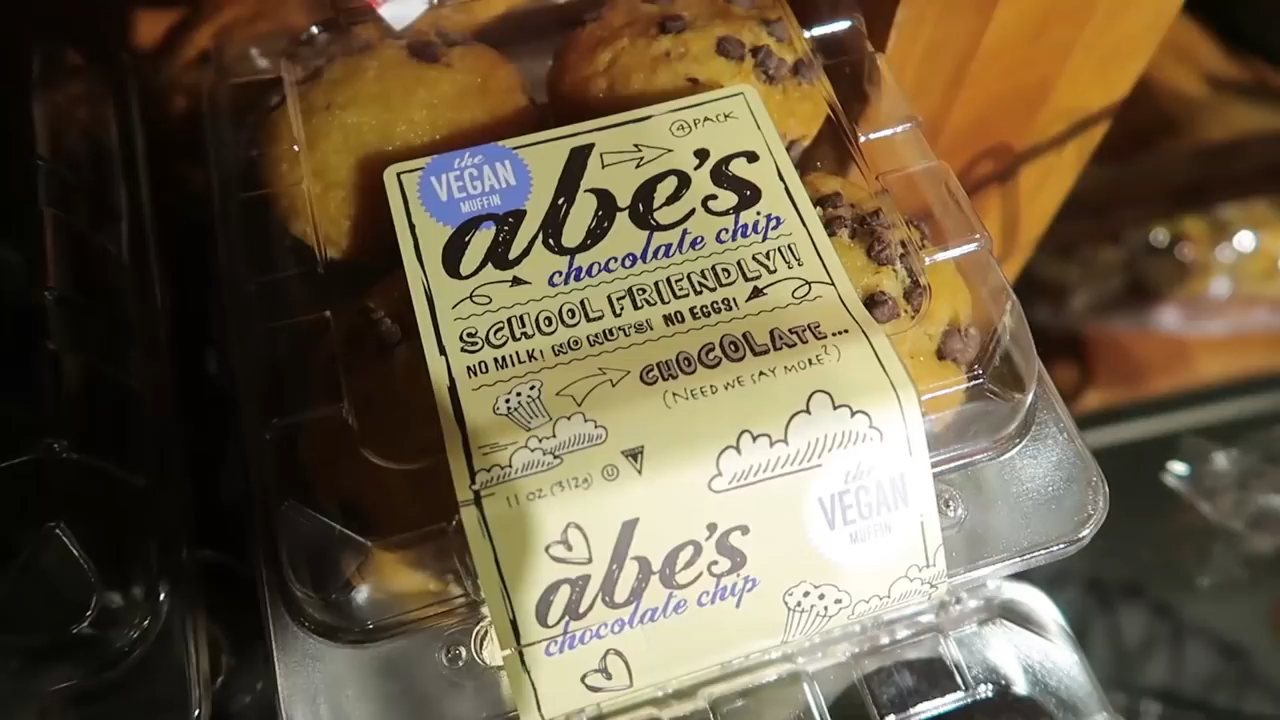 4 PACK
the
VEGAN
MUFFIN
abe's
chocolate chip
SCHOOL FRIENDLY!!
NO MILK! NO NUTS! NO EGGS!
CHOCOLATE...
(NEED WE SAY MORE?)
11 oz (312g) U
the
VEGAN
MUFFIN
abe's
chocolate chip